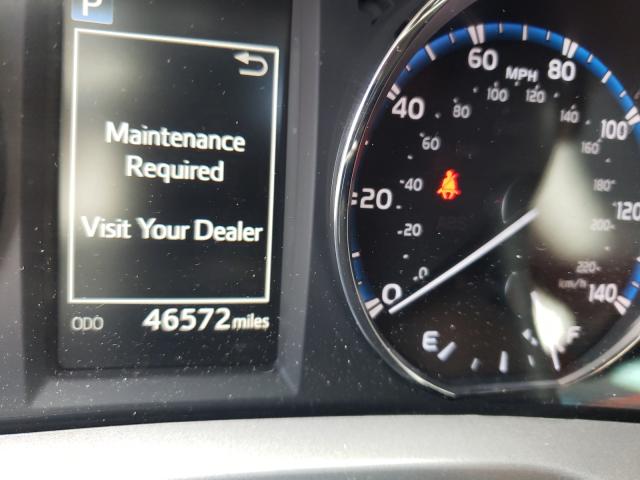 P
Maintenance
Required
Visit Your Dealer
ODO 46572 miles
0 20 40 60 80 100 120 140
MPH
0 20 40 60 80 100 120 140 160 180 200 220
km/h
E F